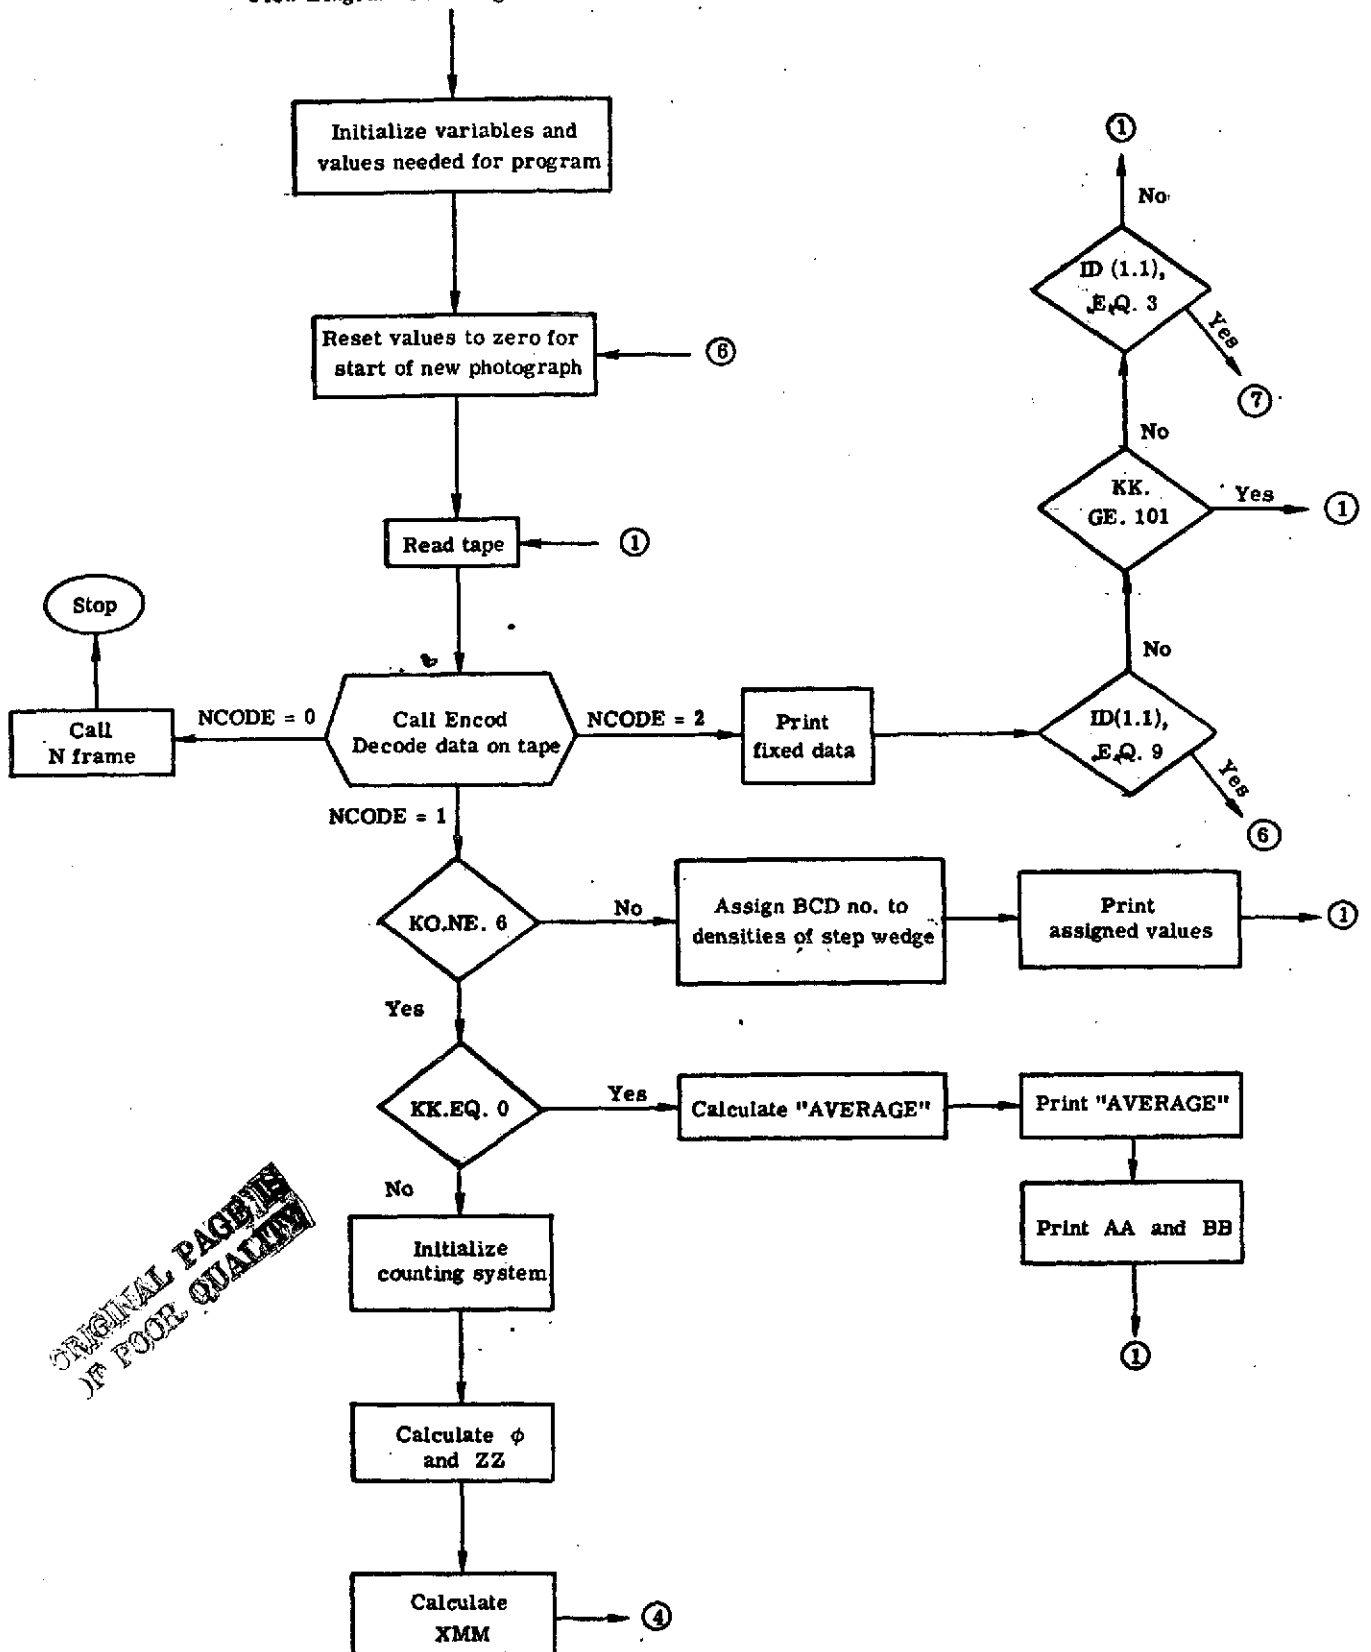 Flow Diagram
Initialize variables and
values needed for program
Reset values to zero for
start of new photograph
6
Read tape
1
Stop
Call
N frame
NCODE = 0
Call Encod
Decode data on tape
NCODE = 2
Print
fixed data
ID(1.1),
.E.Q. 9
Yes
6
No
KK.
GE. 101
Yes
1
No
ID (1.1),
.E.Q. 3
Yes
7
No
1
NCODE = 1
KO.NE. 6
No
Assign BCD no. to
densities of step wedge
Print
assigned values
1
Yes
KK.EQ. 0
Yes
Calculate "AVERAGE"
Print "AVERAGE"
Print AA and BB
1
No
Initialize
counting system
Calculate ϕ
and ZZ
Calculate
XMM
4
ORIGINAL PAGE IS
OF POOR QUALITY